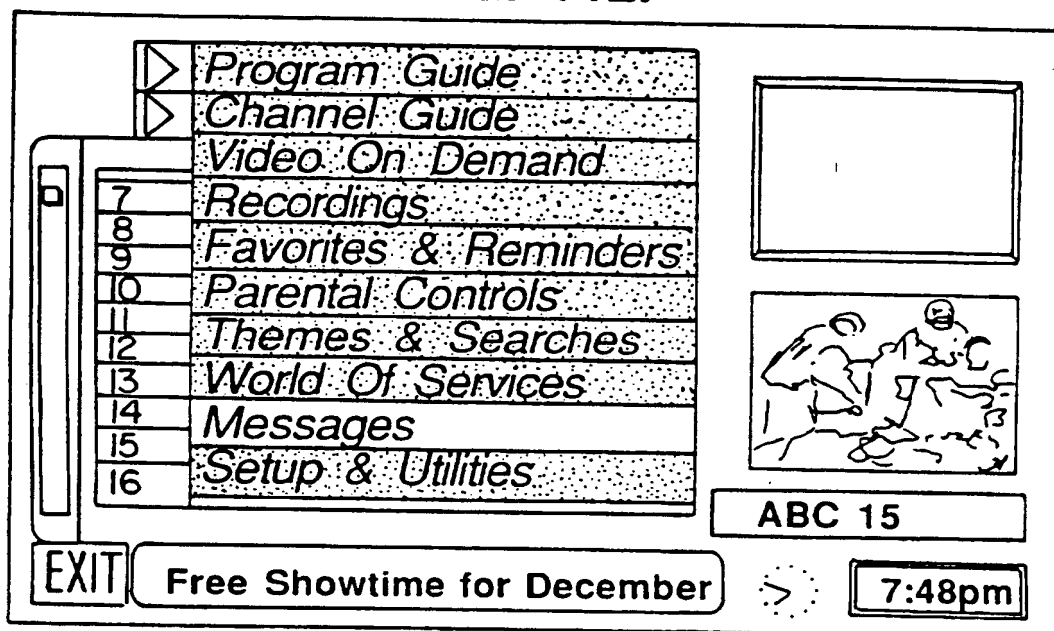 Program Guide
Channel Guide
Video On Demand
7 Recordings
8
9 Favorites & Reminders
10 Parental Controls
11
12 Themes & Searches
13 World Of Services
14 Messages
15
16 Setup & Utilities
ABC 15
EXIT Free Showtime for December 7:48pm